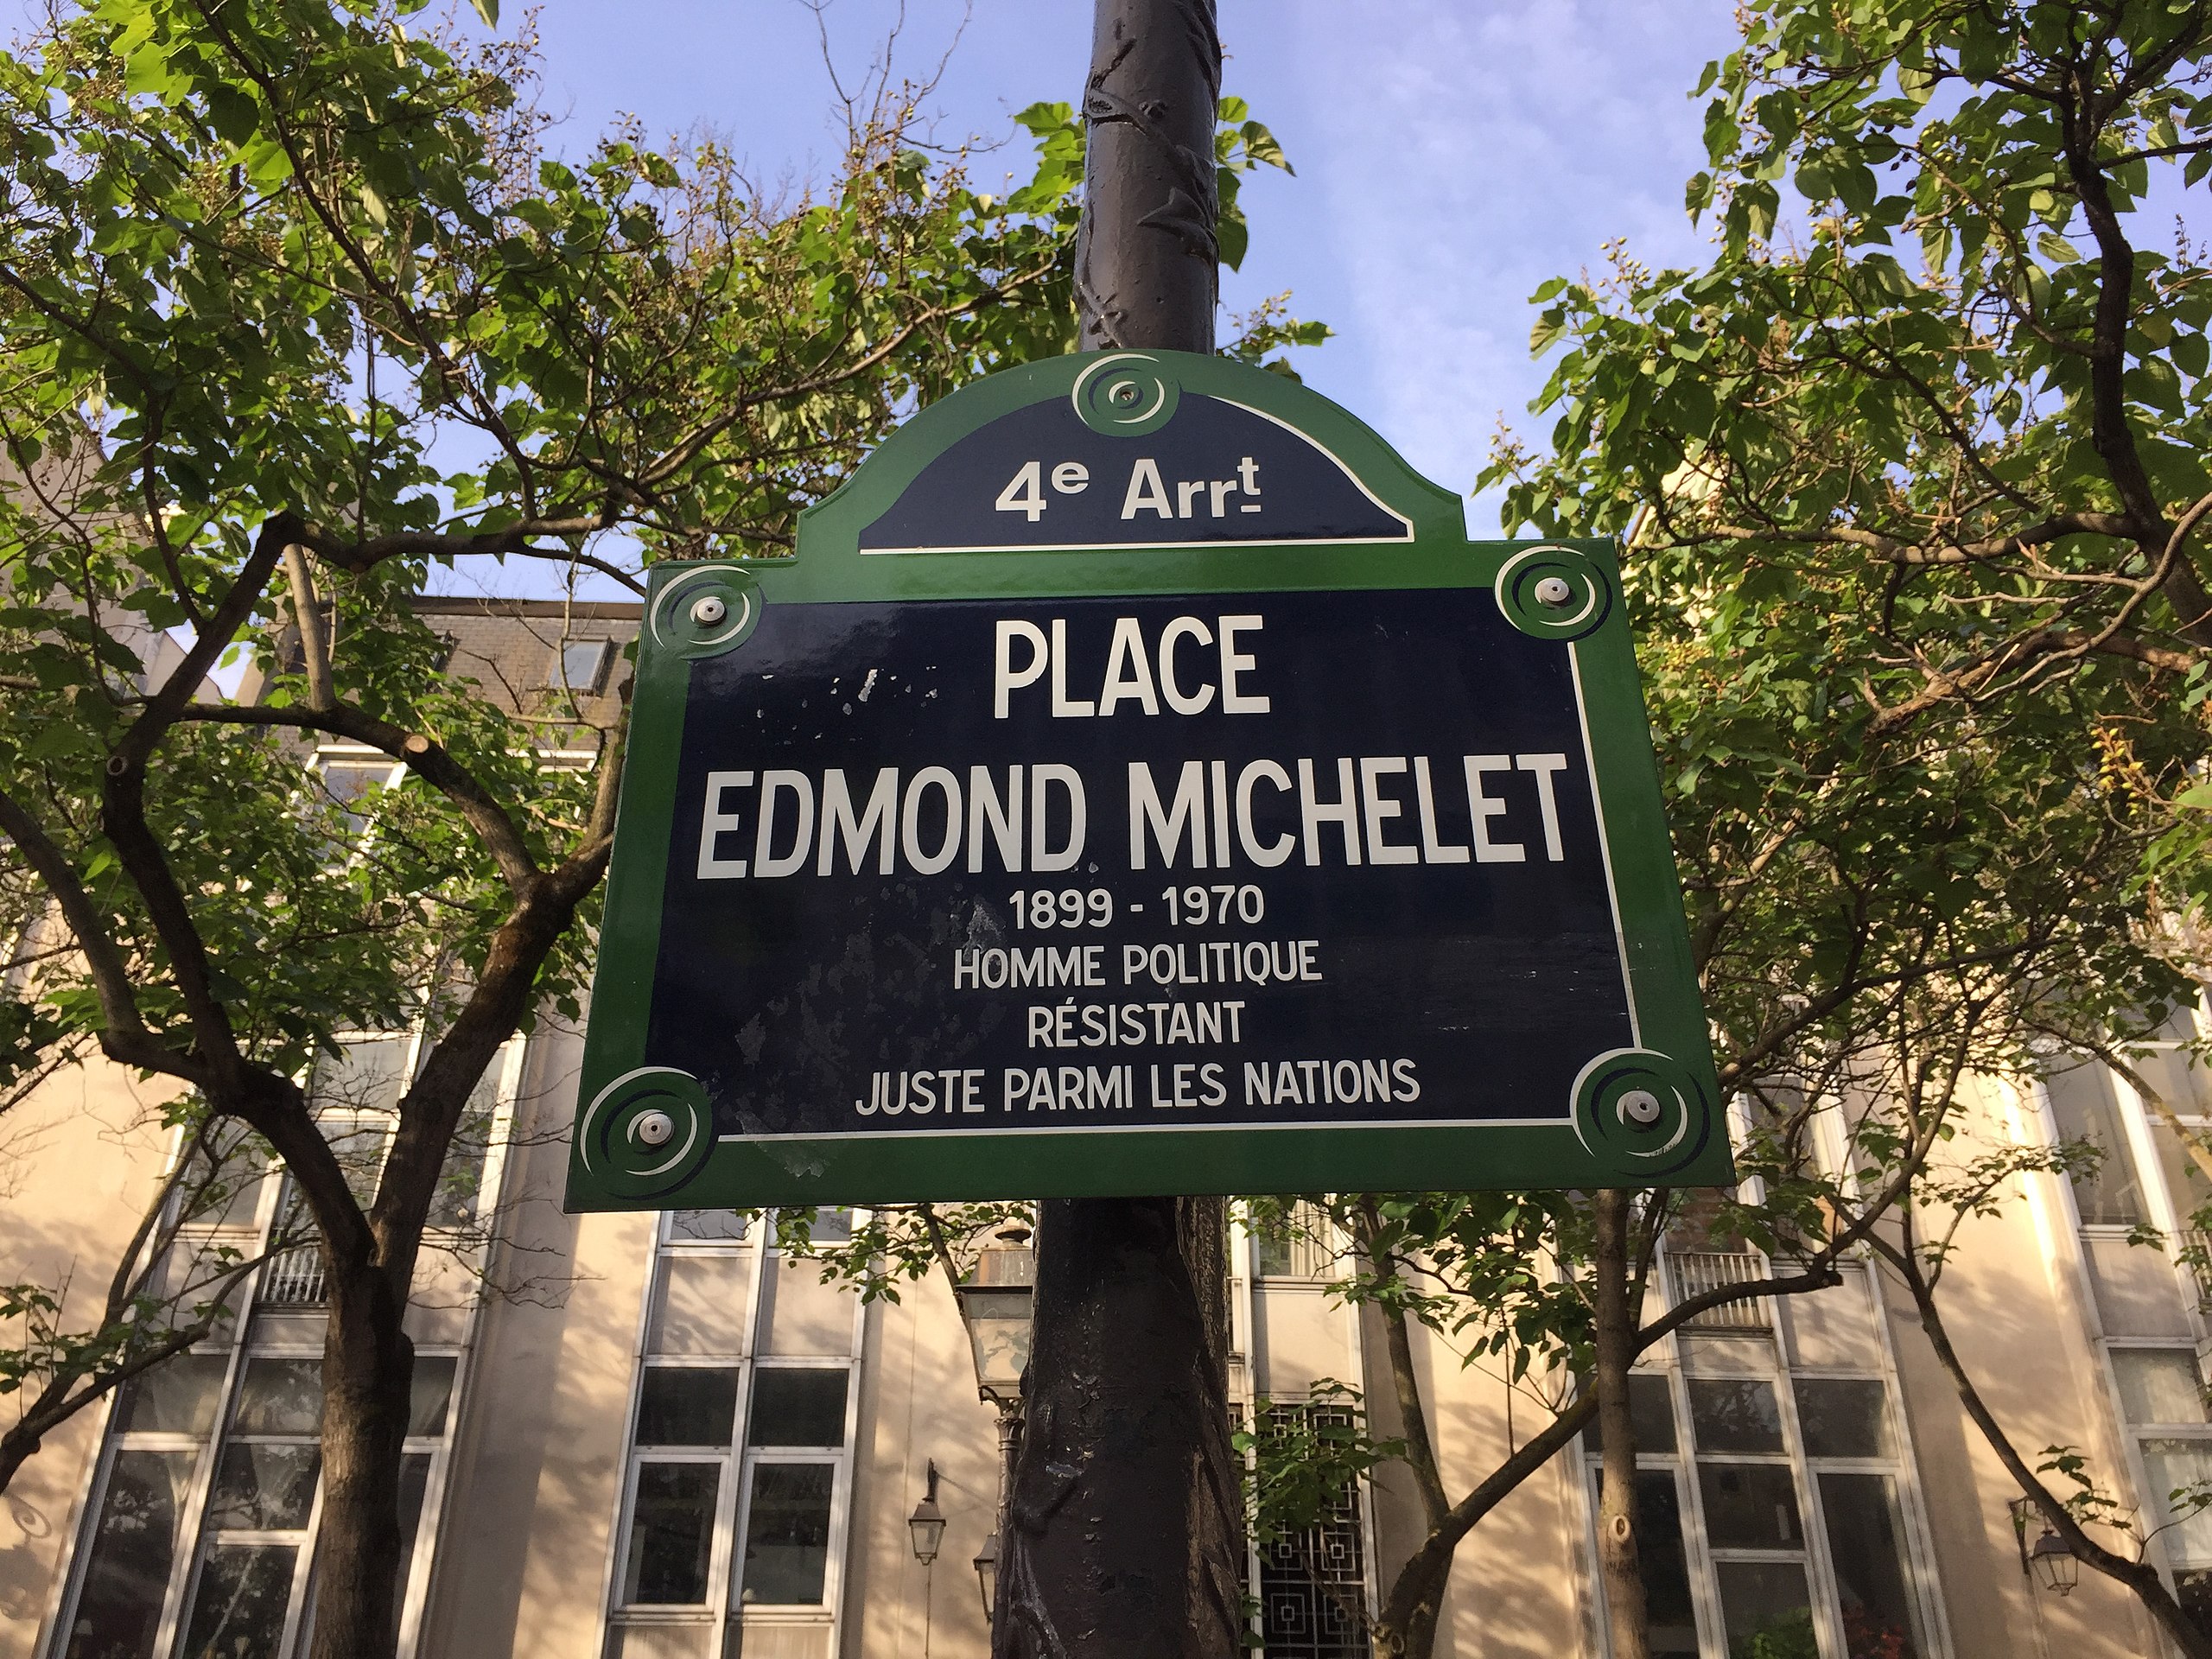 4e Arrt
PLACE
EDMOND MICHELET
1899 - 1970
HOMME POLITIQUE
RÉSISTANT
JUSTE PARMI LES NATIONS